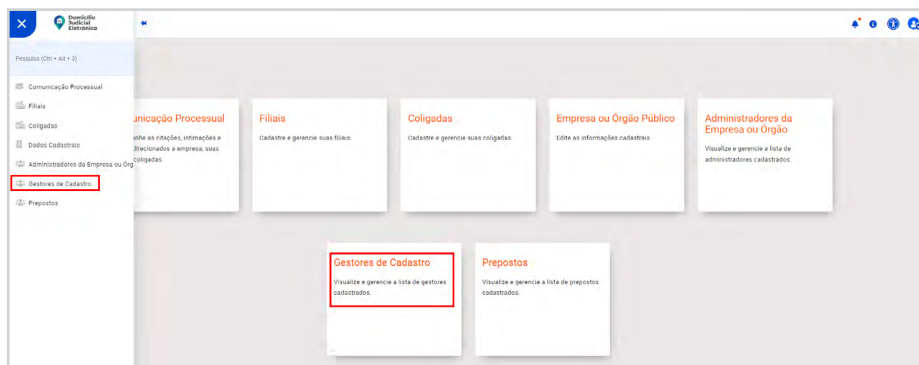 Domicílio
Judicial
Eletrônico
Pesquisa (Ctrl + Alt + 3)
Comunicação Processual
Filiais
Coligadas
Dados Cadastrais
Administradores da Empresa ou Órg
Gestores de Cadastro
Prepostos
unicação Processual
nhe as citações, intimações e
direcionados a empresa, suas
coligadas.
Filiais
Cadastre e gerencie suas filiais.
Coligadas
Cadastre e gerencie suas coligadas.
Empresa ou Órgão Público
Edite as informações cadastrais
Administradores da
Empresa ou Órgão
Visualize e gerencie a lista de
administradores cadastrados.
Gestores de Cadastro
Visualize e gerencie a lista de gestores
cadastrados.
Prepostos
Visualize e gerencie a lista de prepostos
cadastrados.